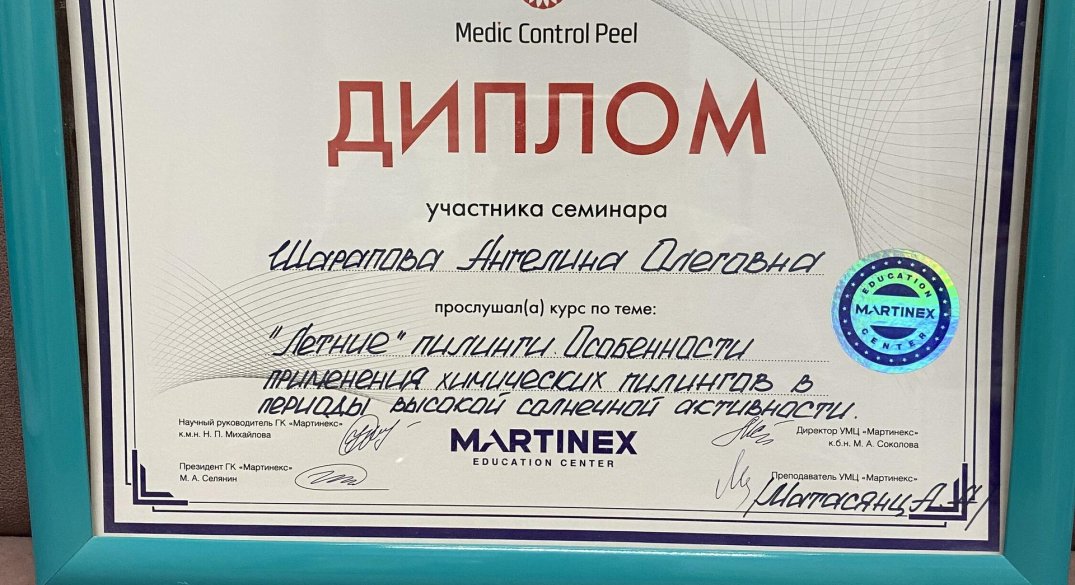 Medic Control Peel
ДИПЛОМ
участника семинара
Шарапова Ангелина Олеговна
прослушал(а) курс по теме:
"Летние" пилинги. Особенности
применения химических пилингов в
периоды высокой солнечной активности.
Научный руководитель ГК «Мартинекс»
к.м.н. Н. П. Михайлова
Президент ГК «Мартинекс»
М. А. Селянин
MARTINEX
EDUCATION CENTER
Директор УМЦ «Мартинекс»
к.б.н. М. А. Соколова
Преподаватель УМЦ «Мартинекс»
Матасянц А. А.
EDUCATION
MARTINEX
CENTER